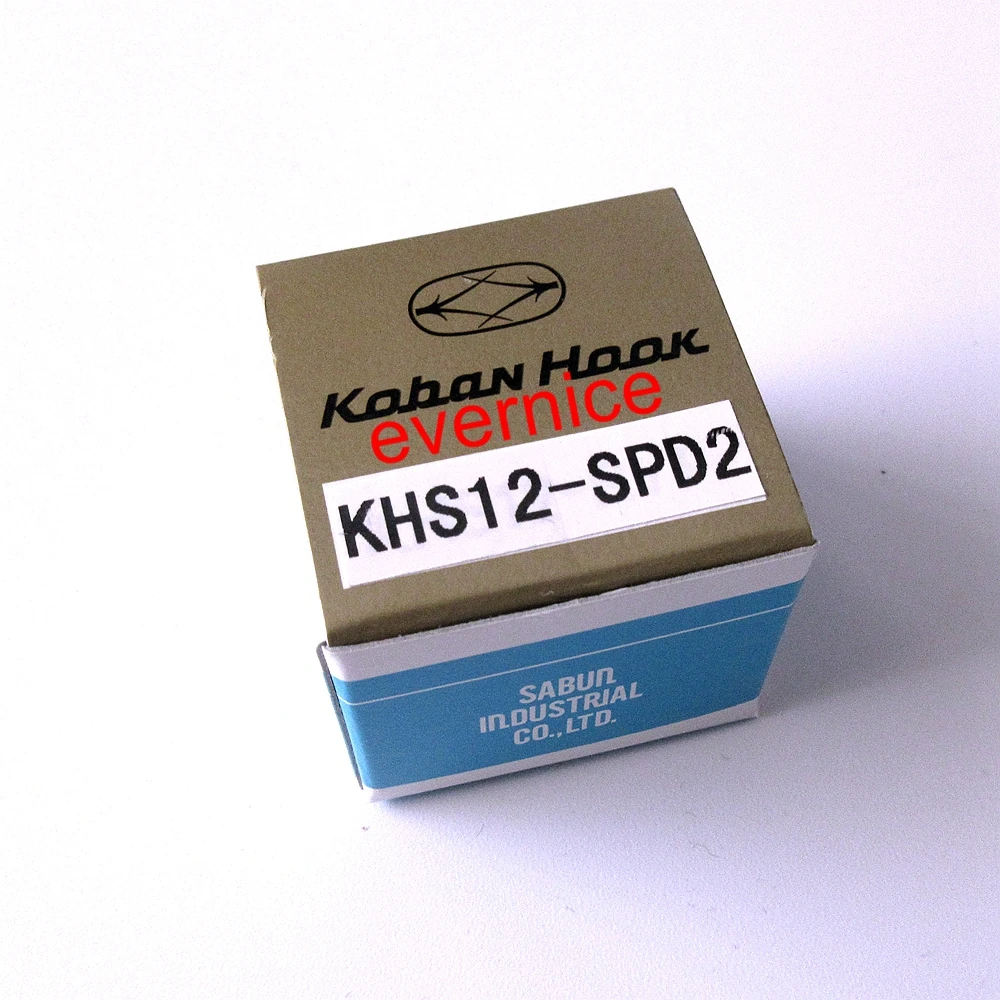 Koban Hook
evernice
KHS12-SPD2
SABUN
INDUSTRIAL
CO.,LTD.